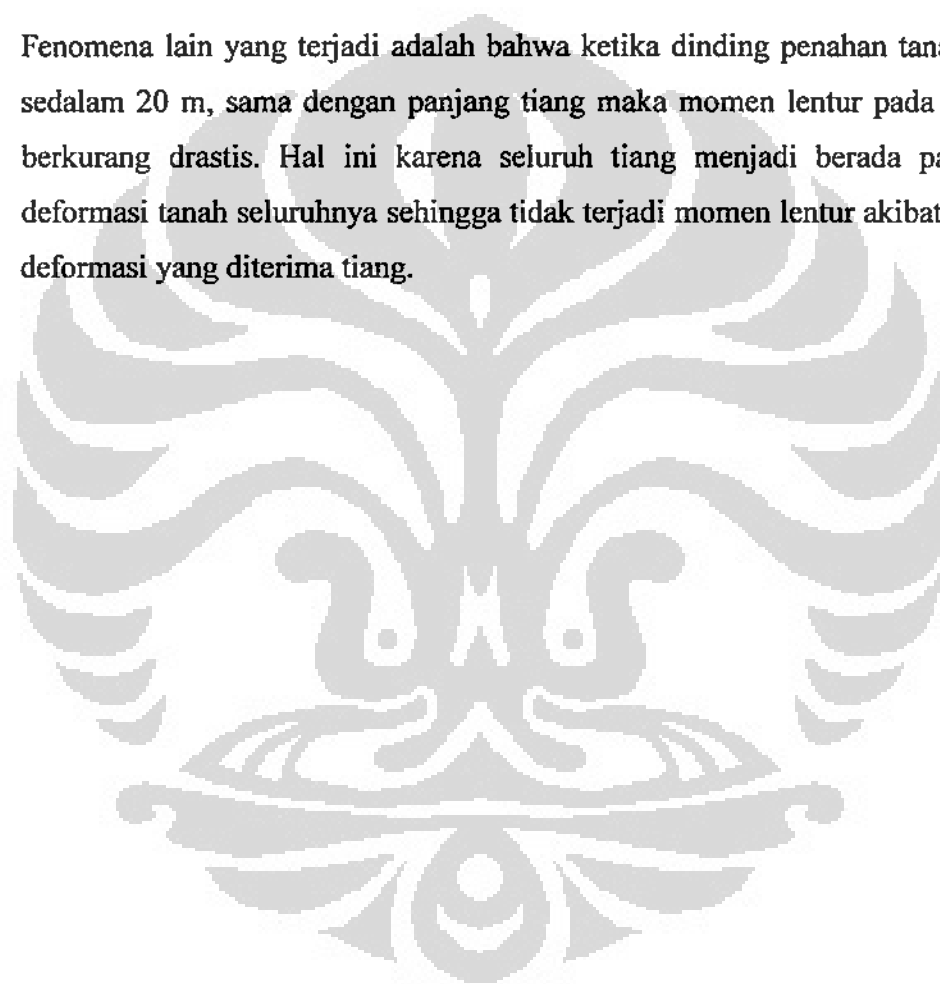 Fenomena lain yang terjadi adalah bahwa ketika dinding penahan
sedalam 20 m, sama dengan panjang tiang maka momen lentur pada
berkurang drastis. Hal ini karena seluruh tiang menjadi berada
deformasi tanah seluruhnya sehingga tidak terjadi momen lentur akibat
deformasi yang diterima tiang.